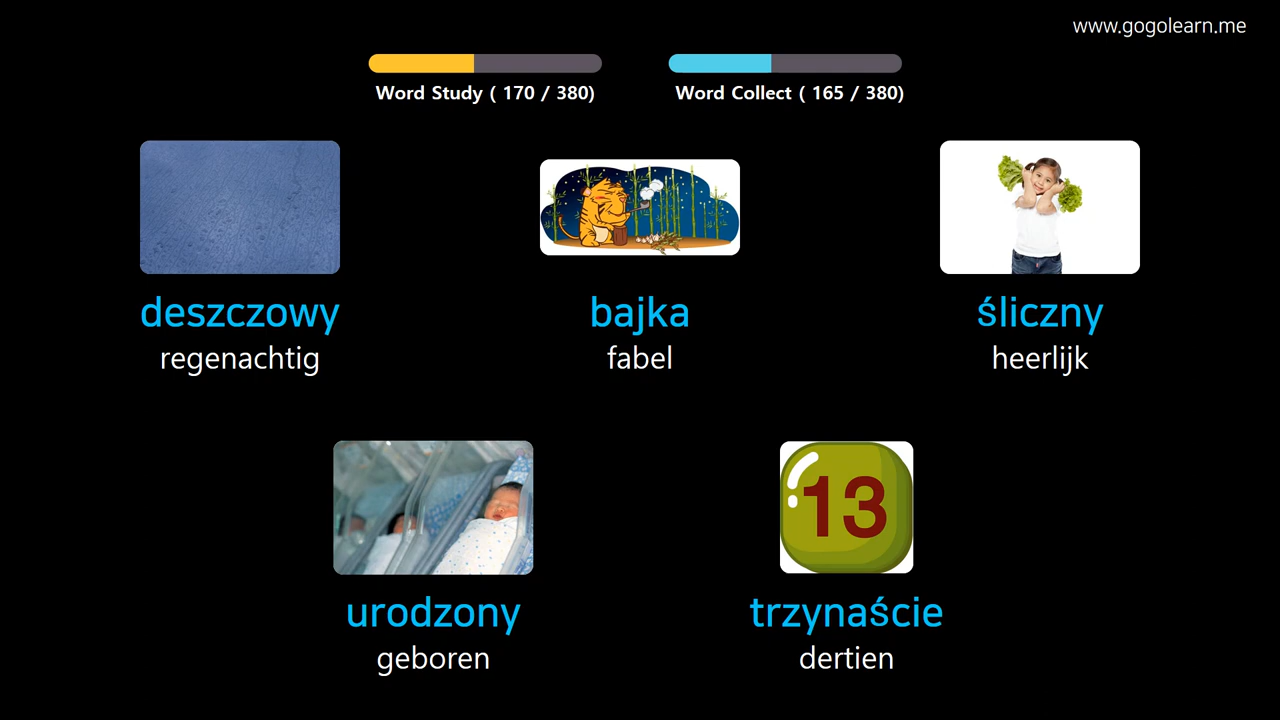 www.gogolearn.me
Word Study ( 170 / 380)
Word Collect ( 165 / 380)
deszczowy
regenachtig
bajka
fabel
śliczny
heerlijk
13
urodzony
geboren
trzynaście
dertien